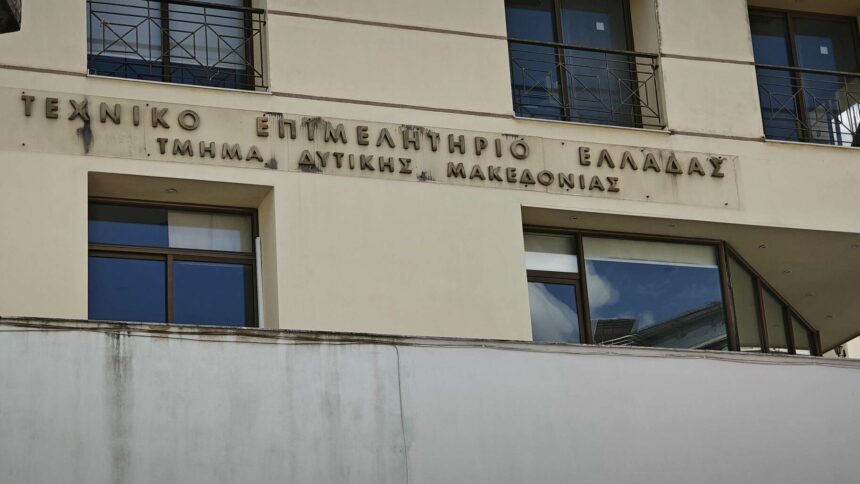 ΤΕΧΝΙΚΟ ΕΠΙΜΕΛΗΤΗΡΙΟ ΕΛΛΑΔΑΣ
ΤΜΗΜΑ ΔΥΤΙΚΗΣ ΜΑΚΕΔΟΝΙΑΣ